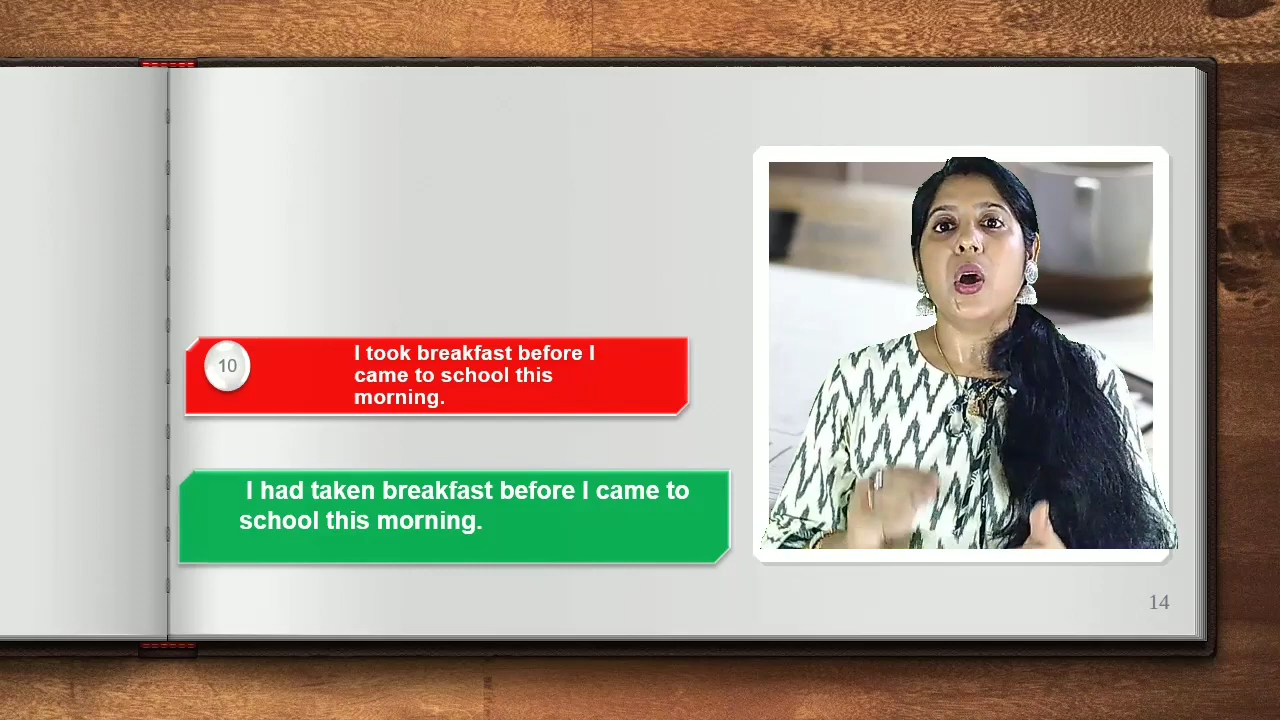 10
I took breakfast before I
came to school this
morning.
I had taken breakfast before I came to
school this morning.
14